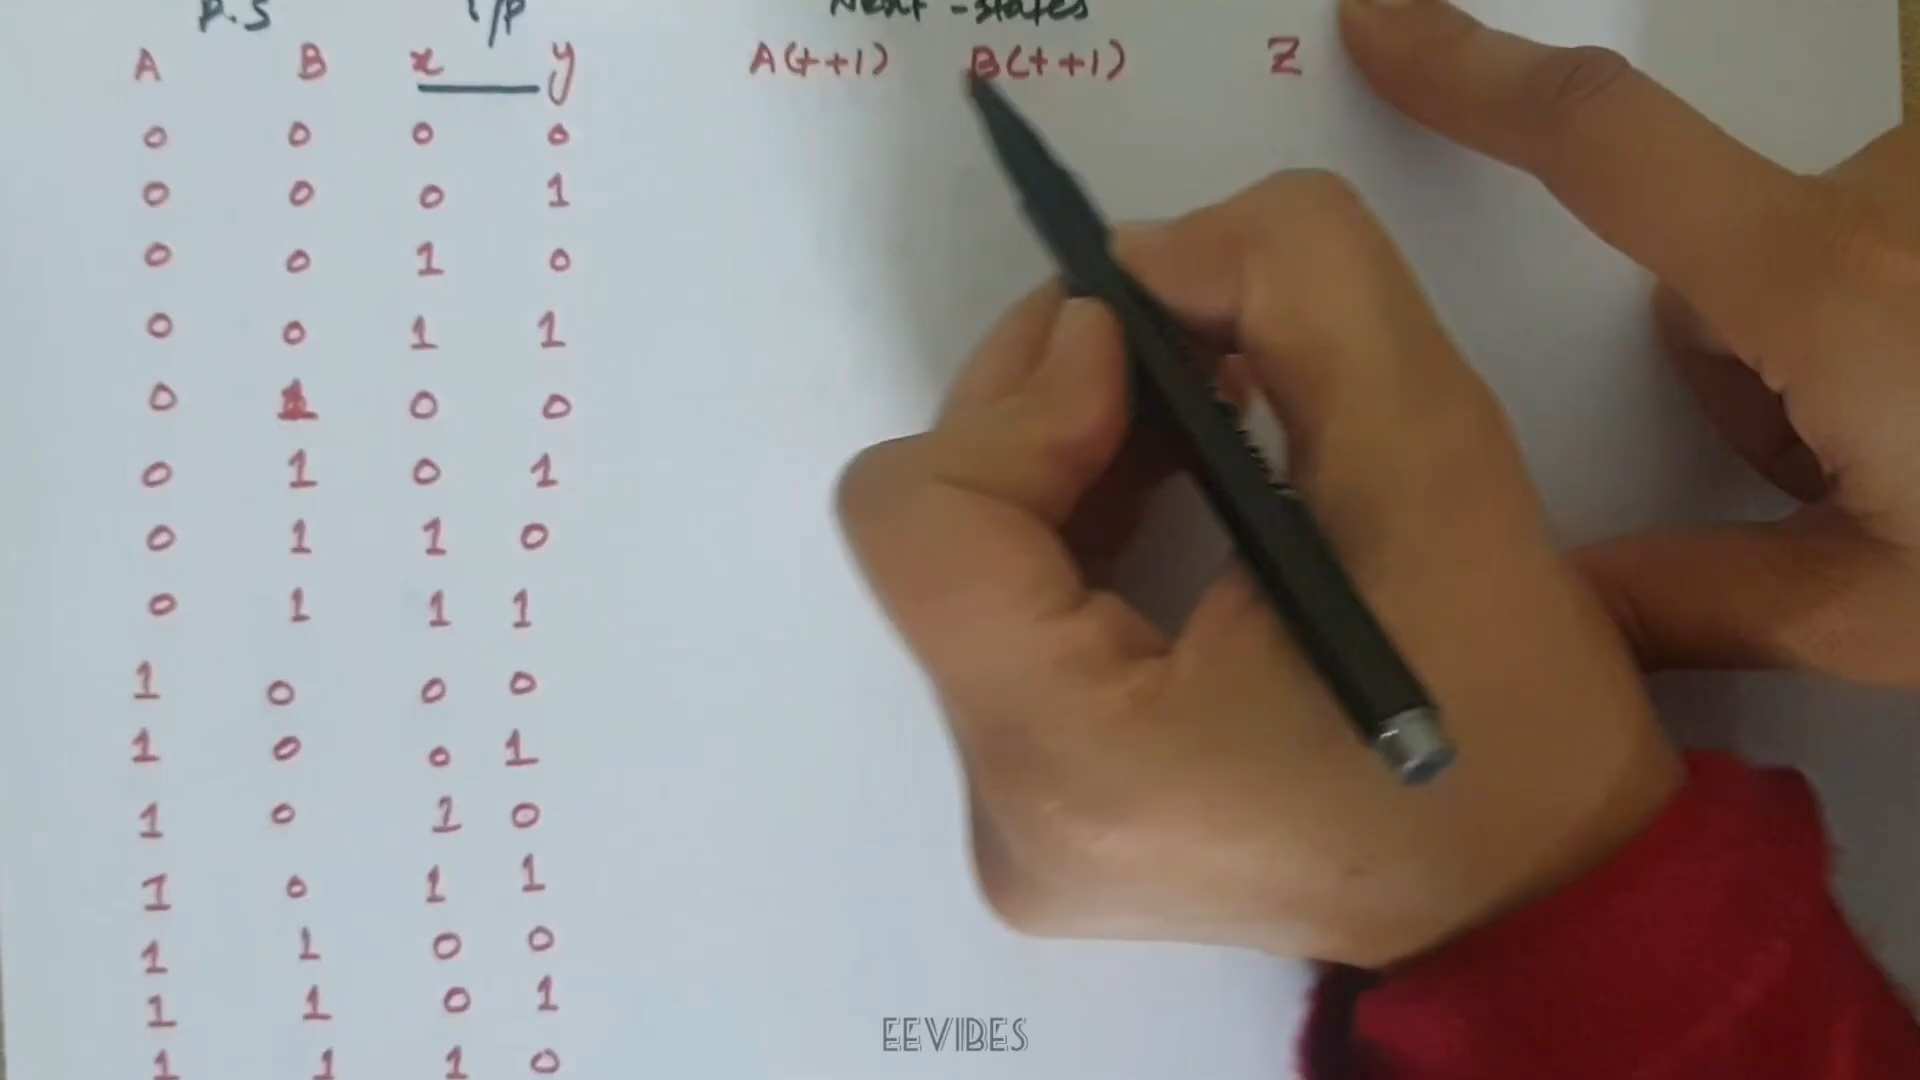 P.S I/P Next-states
A B x y A(t+1) B(t+1) Z
0 0 0 0
0 0 0 1
0 0 1 0
0 0 1 1
0 1 0 0
0 1 0 1
0 1 1 0
0 1 1 1
1 0 0 0
1 0 0 1
1 0 1 0
1 0 1 1
1 1 0 0
1 1 0 1
1 1 1 0
EEVIBES